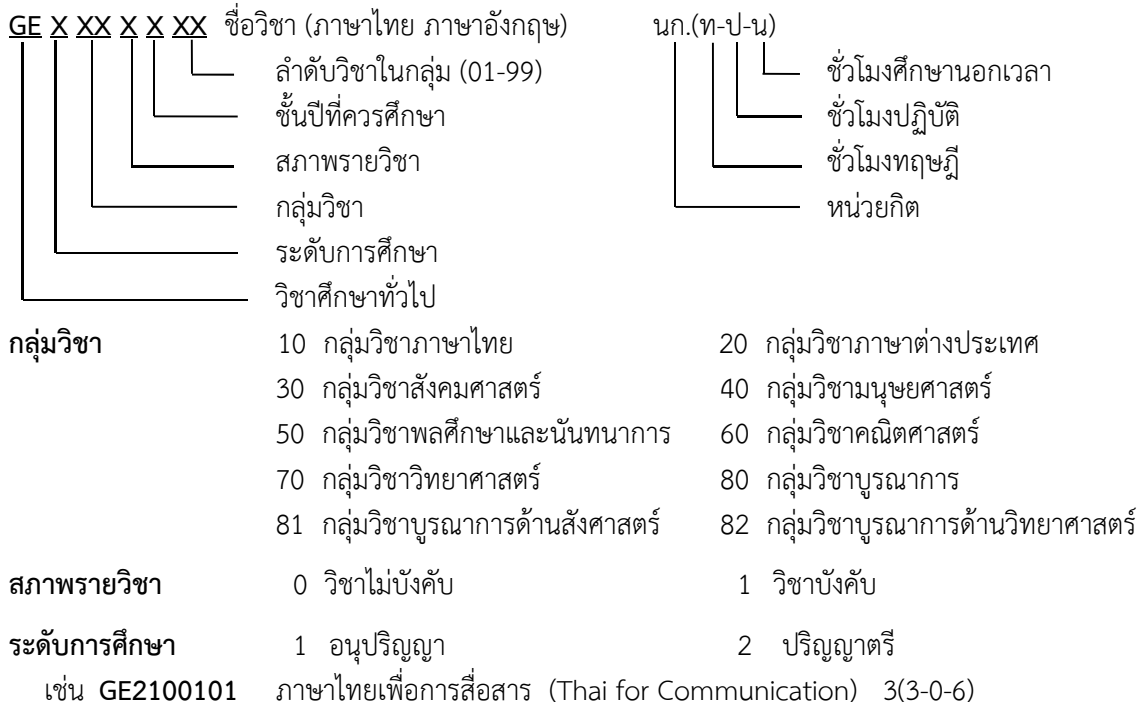 GE X XX X X XX ชื่อวิชา (ภาษาไทย ภาษาอังกฤษ) นก.(ท-ป-น)
ลำดับวิชาในกลุ่ม (01-99) ชั่วโมงศึกษานอกเวลา
ชั้นปีที่ควรศึกษา ชั่วโมงปฏิบัติ
สภาพรายวิชา ชั่วโมงทฤษฎี
กลุ่มวิชา หน่วยกิต
ระดับการศึกษา
วิชาศึกษาทั่วไป
กลุ่มวิชา 10 กลุ่มวิชาภาษาไทย 20 กลุ่มวิชาภาษาต่างประเทศ
30 กลุ่มวิชาสังคมศาสตร์ 40 กลุ่มวิชามนุษยศาสตร์
50 กลุ่มวิชาพลศึกษาและนันทนาการ 60 กลุ่มวิชาคณิตศาสตร์
70 กลุ่มวิชาวิทยาศาสตร์ 80 กลุ่มวิชาบูรณาการ
81 กลุ่มวิชาบูรณาการด้านสังศาสตร์ 82 กลุ่มวิชาบูรณาการด้านวิทยาศาสตร์
สภาพรายวิชา 0 วิชาไม่บังคับ 1 วิชาบังคับ
ระดับการศึกษา 1 อนุปริญญา 2 ปริญญาตรี
เช่น GE2100101 ภาษาไทยเพื่อการสื่อสาร (Thai for Communication) 3(3-0-6)